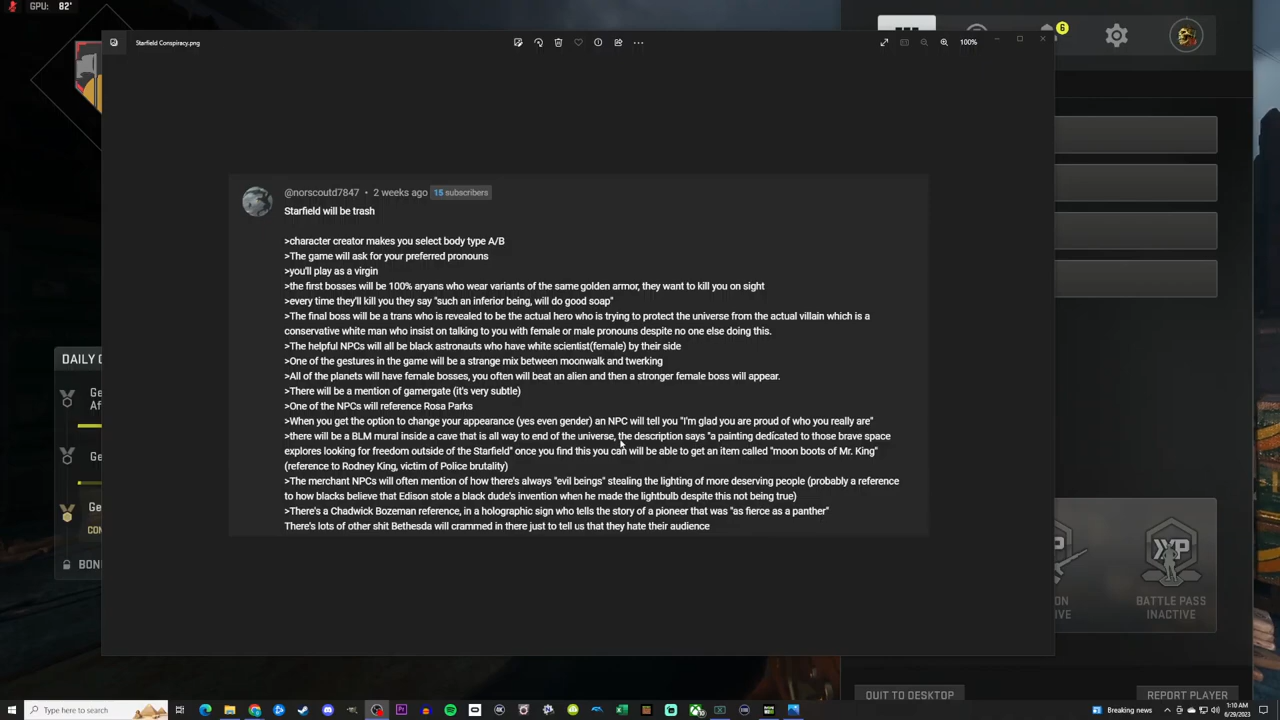 GPU: 82°
Starfield Conspiracy.png
100%
6
@norscoutd7847 • 2 weeks ago 15 subscribers
Starfield will be trash
>character creator makes you select body type A/B
>The game will ask for your preferred pronouns
>you'll play as a virgin
>the first bosses will be 100% aryans who wear variants of the same golden armor, they want to kill you on sight
>every time they'll kill you they say "such an inferior being, will do good soap"
>The final boss will be a trans who is revealed to be the actual hero who is trying to protect the universe from the actual villain which is a
conservative white man who insist on talking to you with female or male pronouns despite no one else doing this.
>The helpful NPCs will all be black astronauts who have white scientist(female) by their side
>One of the gestures in the game will be a strange mix between moonwalk and twerking
>All of the planets will have female bosses, you often will beat an alien and then a stronger female boss will appear.
>There will be a mention of gamergate (it's very subtle)
>One of the NPCs will reference Rosa Parks
>When you get the option to change your appearance (yes even gender) an NPC will tell you "I'm glad you are proud of who you really are"
>there will be a BLM mural inside a cave that is all way to end of the universe, the description says "a painting dedícated to those brave space
explores looking for freedom outside of the Starfield" once you find this you can will be able to get an item called "moon boots of Mr. King"
(reference to Rodney King, victim of Police brutality)
>The merchant NPCs will often mention of how there's always "evil beings" stealing the lighting of more deserving people (probably a reference
to how blacks believe that Edison stole a black dude's invention when he made the lightbulb despite this not being true)
>There's a Chadwick Bozeman reference, in a holographic sign who tells the story of a pioneer that was "as fierce as a panther"
There's lots of other shit Bethesda will crammed in there just to tell us that they hate their audience
DAILY C
Ge
Af
Ge
Ge
CON
BON
ON
IVE
XP
BATTLE PASS
INACTIVE
QUIT TO DESKTOP
REPORT PLAYER
Type here to search
Breaking news
1:10 AM
6/29/2023